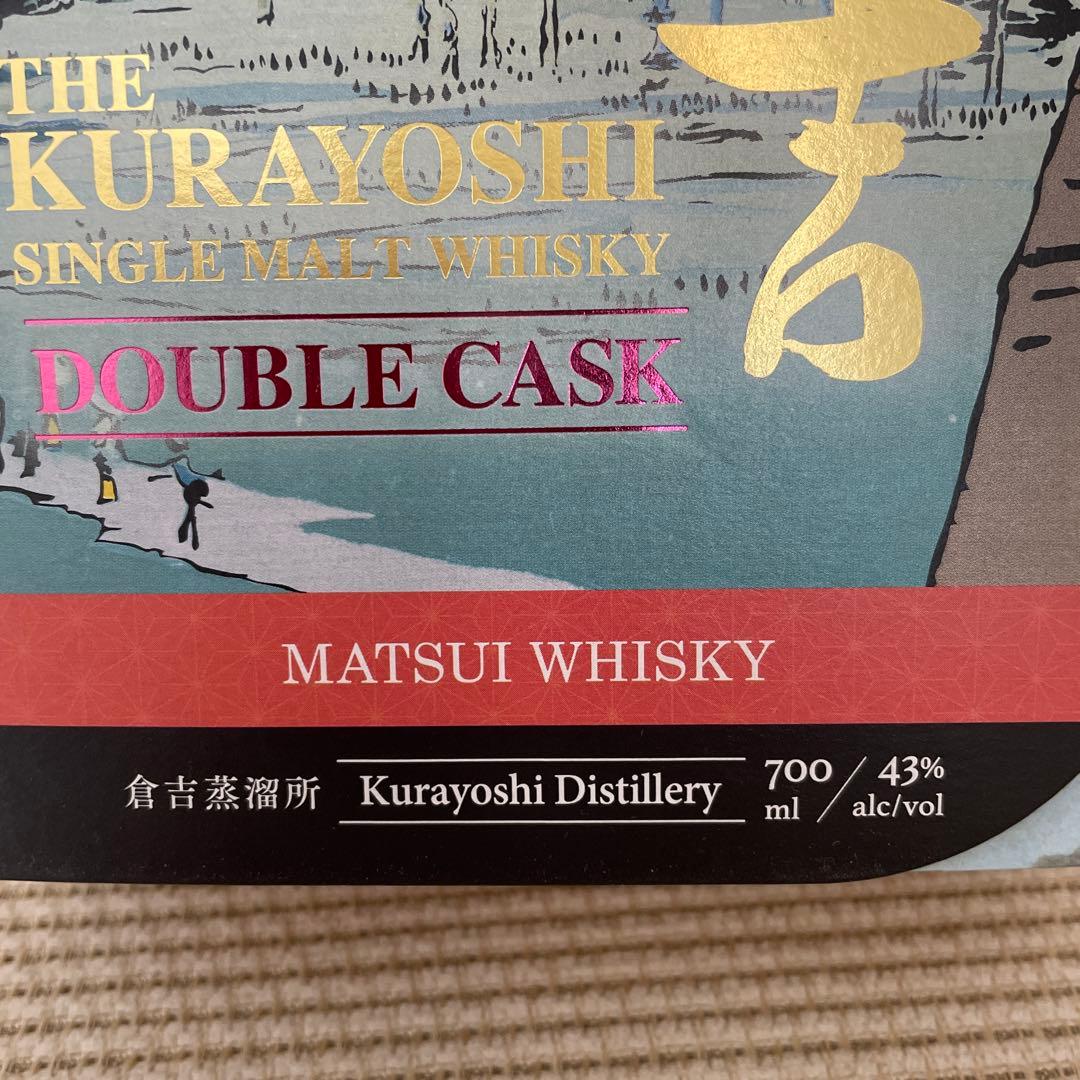 THE
KURAYOSHI
SINGLE MALT WHISKY
DOUBLE CASK
吉
MATSUI WHISKY
倉吉蒸溜所 Kurayoshi Distillery 700 ml / 43% alc/vol